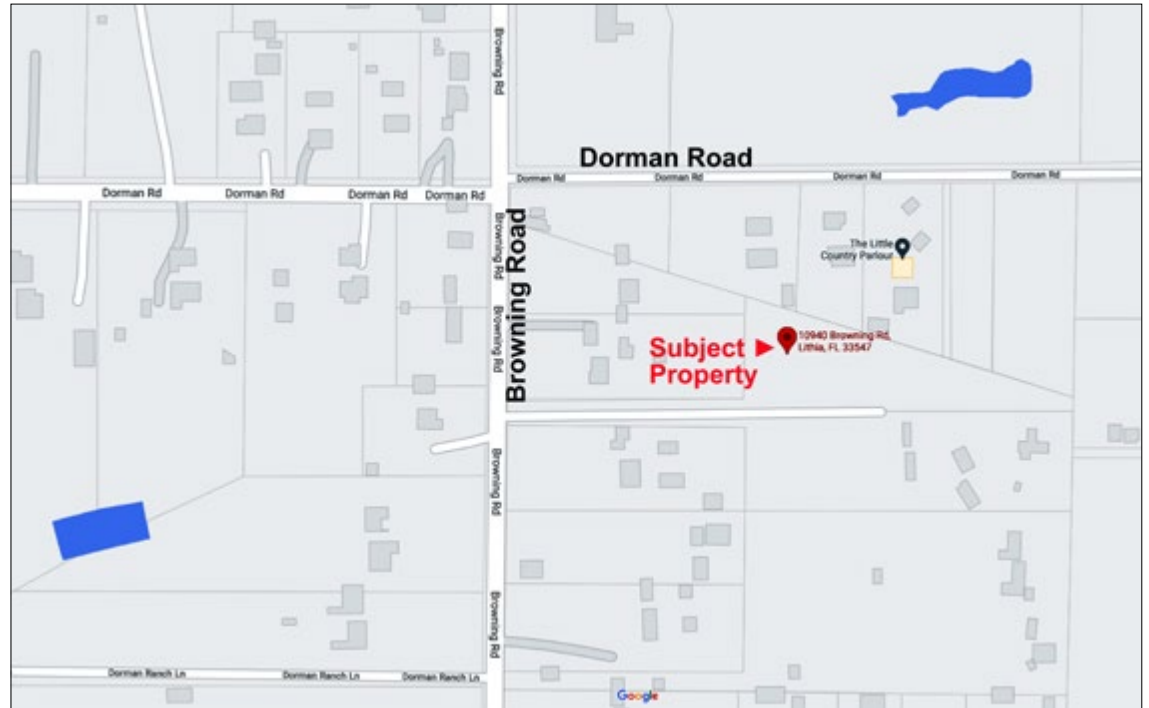 Browning Rd
Dorman Road
Dorman Rd
Dorman Rd
Dorman Rd
Dorman Rd
Dorman Rd
Dorman Rd
Dorman Rd
Dorman Rd
Browning Road
Browning Rd
The Little
Country Parlour
Browning Rd
Subject ►
Property
10940 Browning Rd,
Lithia, FL 33547
Browning Rd
Browning Rd
Dorman Ranch Ln
Dorman Ranch Ln
Dorman Ranch Ln
Google